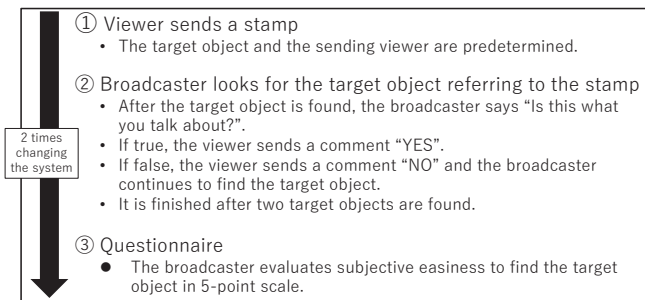 ① Viewer sends a stamp
• The target object and the sending viewer are predetermined.
② Broadcaster looks for the target object referring to the stamp
• After the target object is found, the broadcaster says “Is this what
you talk about?”.
• If true, the viewer sends a comment “YES”.
• If false, the viewer sends a comment “NO” and the broadcaster
continues to find the target object.
• It is finished after two target objects are found.
2 times
changing
the system
③ Questionnaire
● The broadcaster evaluates subjective easiness to find the target
object in 5-point scale.